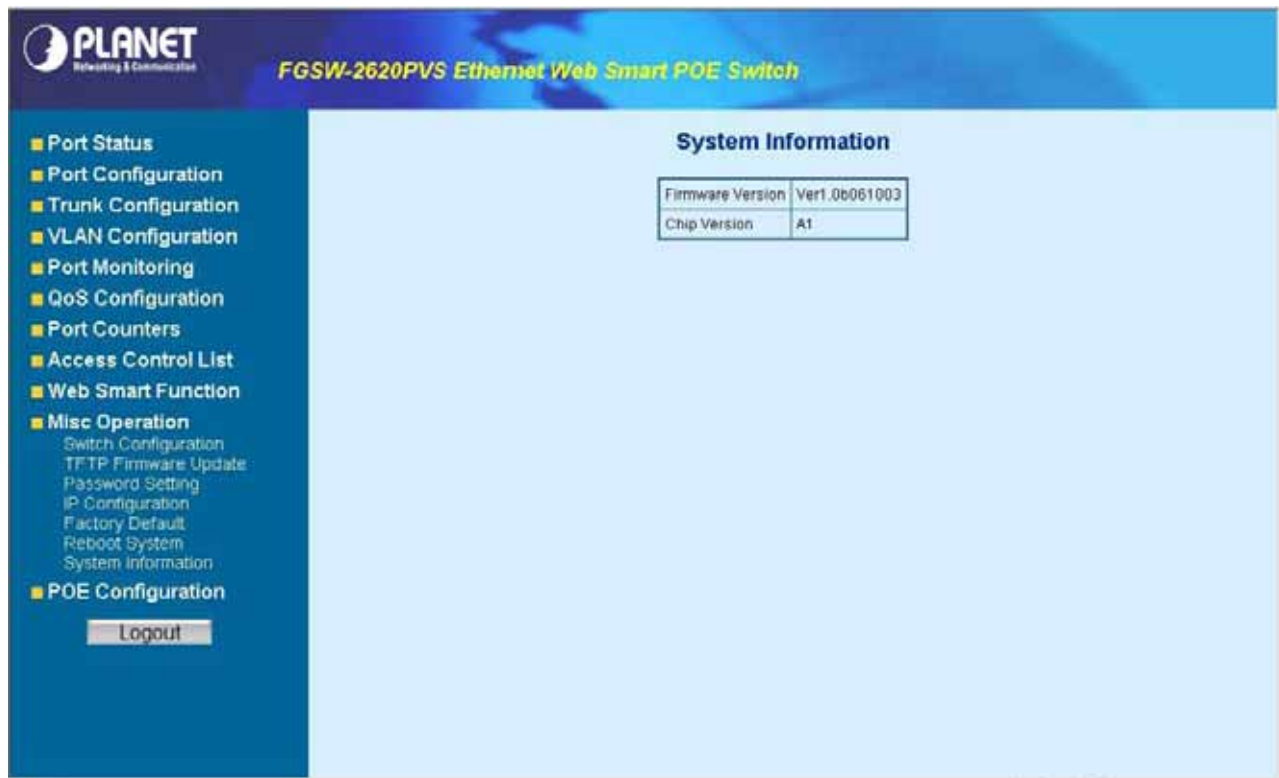 PLANET
Networking & Communication
FGSW-2620PVS Ethernet Web Smart POE Switch
Port Status
Port Configuration
Trunk Configuration
VLAN Configuration
Port Monitoring
QoS Configuration
Port Counters
Access Control List
Web Smart Function
Misc Operation
Switch Configuration
TFTP Firmware Update
Password Setting
IP Configuration
Factory Default
Reboot System
System Information
POE Configuration
Logout
System Information
Firmware Version Ver1.0b061003
Chip Version A1